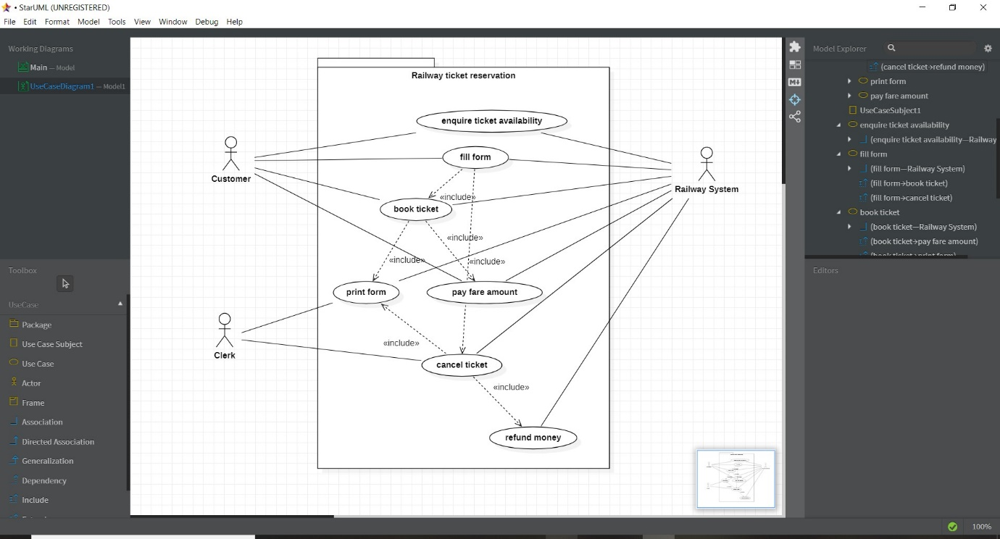 • StarUML (UNREGISTERED)
File Edit Format Model Tools View Window Debug Help
Working Diagrams
Main — Model
UseCaseDiagram1 — Model1
Toolbox
UseCase
Package
Use Case Subject
Use Case
Actor
Frame
Association
Directed Association
Generalization
Dependency
Include
Railway ticket reservation
enquire ticket availability
fill form
Customer
Railway System
«include»
book ticket
«include»
«include»
«include»
print form
pay fare amount
Clerk
«include»
cancel ticket
«include»
refund money
Model Explorer
(cancel ticket→refund money)
print form
pay fare amount
UseCaseSubject1
enquire ticket availability
(enquire ticket availability—Railway
fill form
(fill form—Railway System)
(fill form→book ticket)
(fill form→cancel ticket)
book ticket
(book ticket—Railway System)
(book ticket→pay fare amount)
(book ticket→print form)
Editors
100%